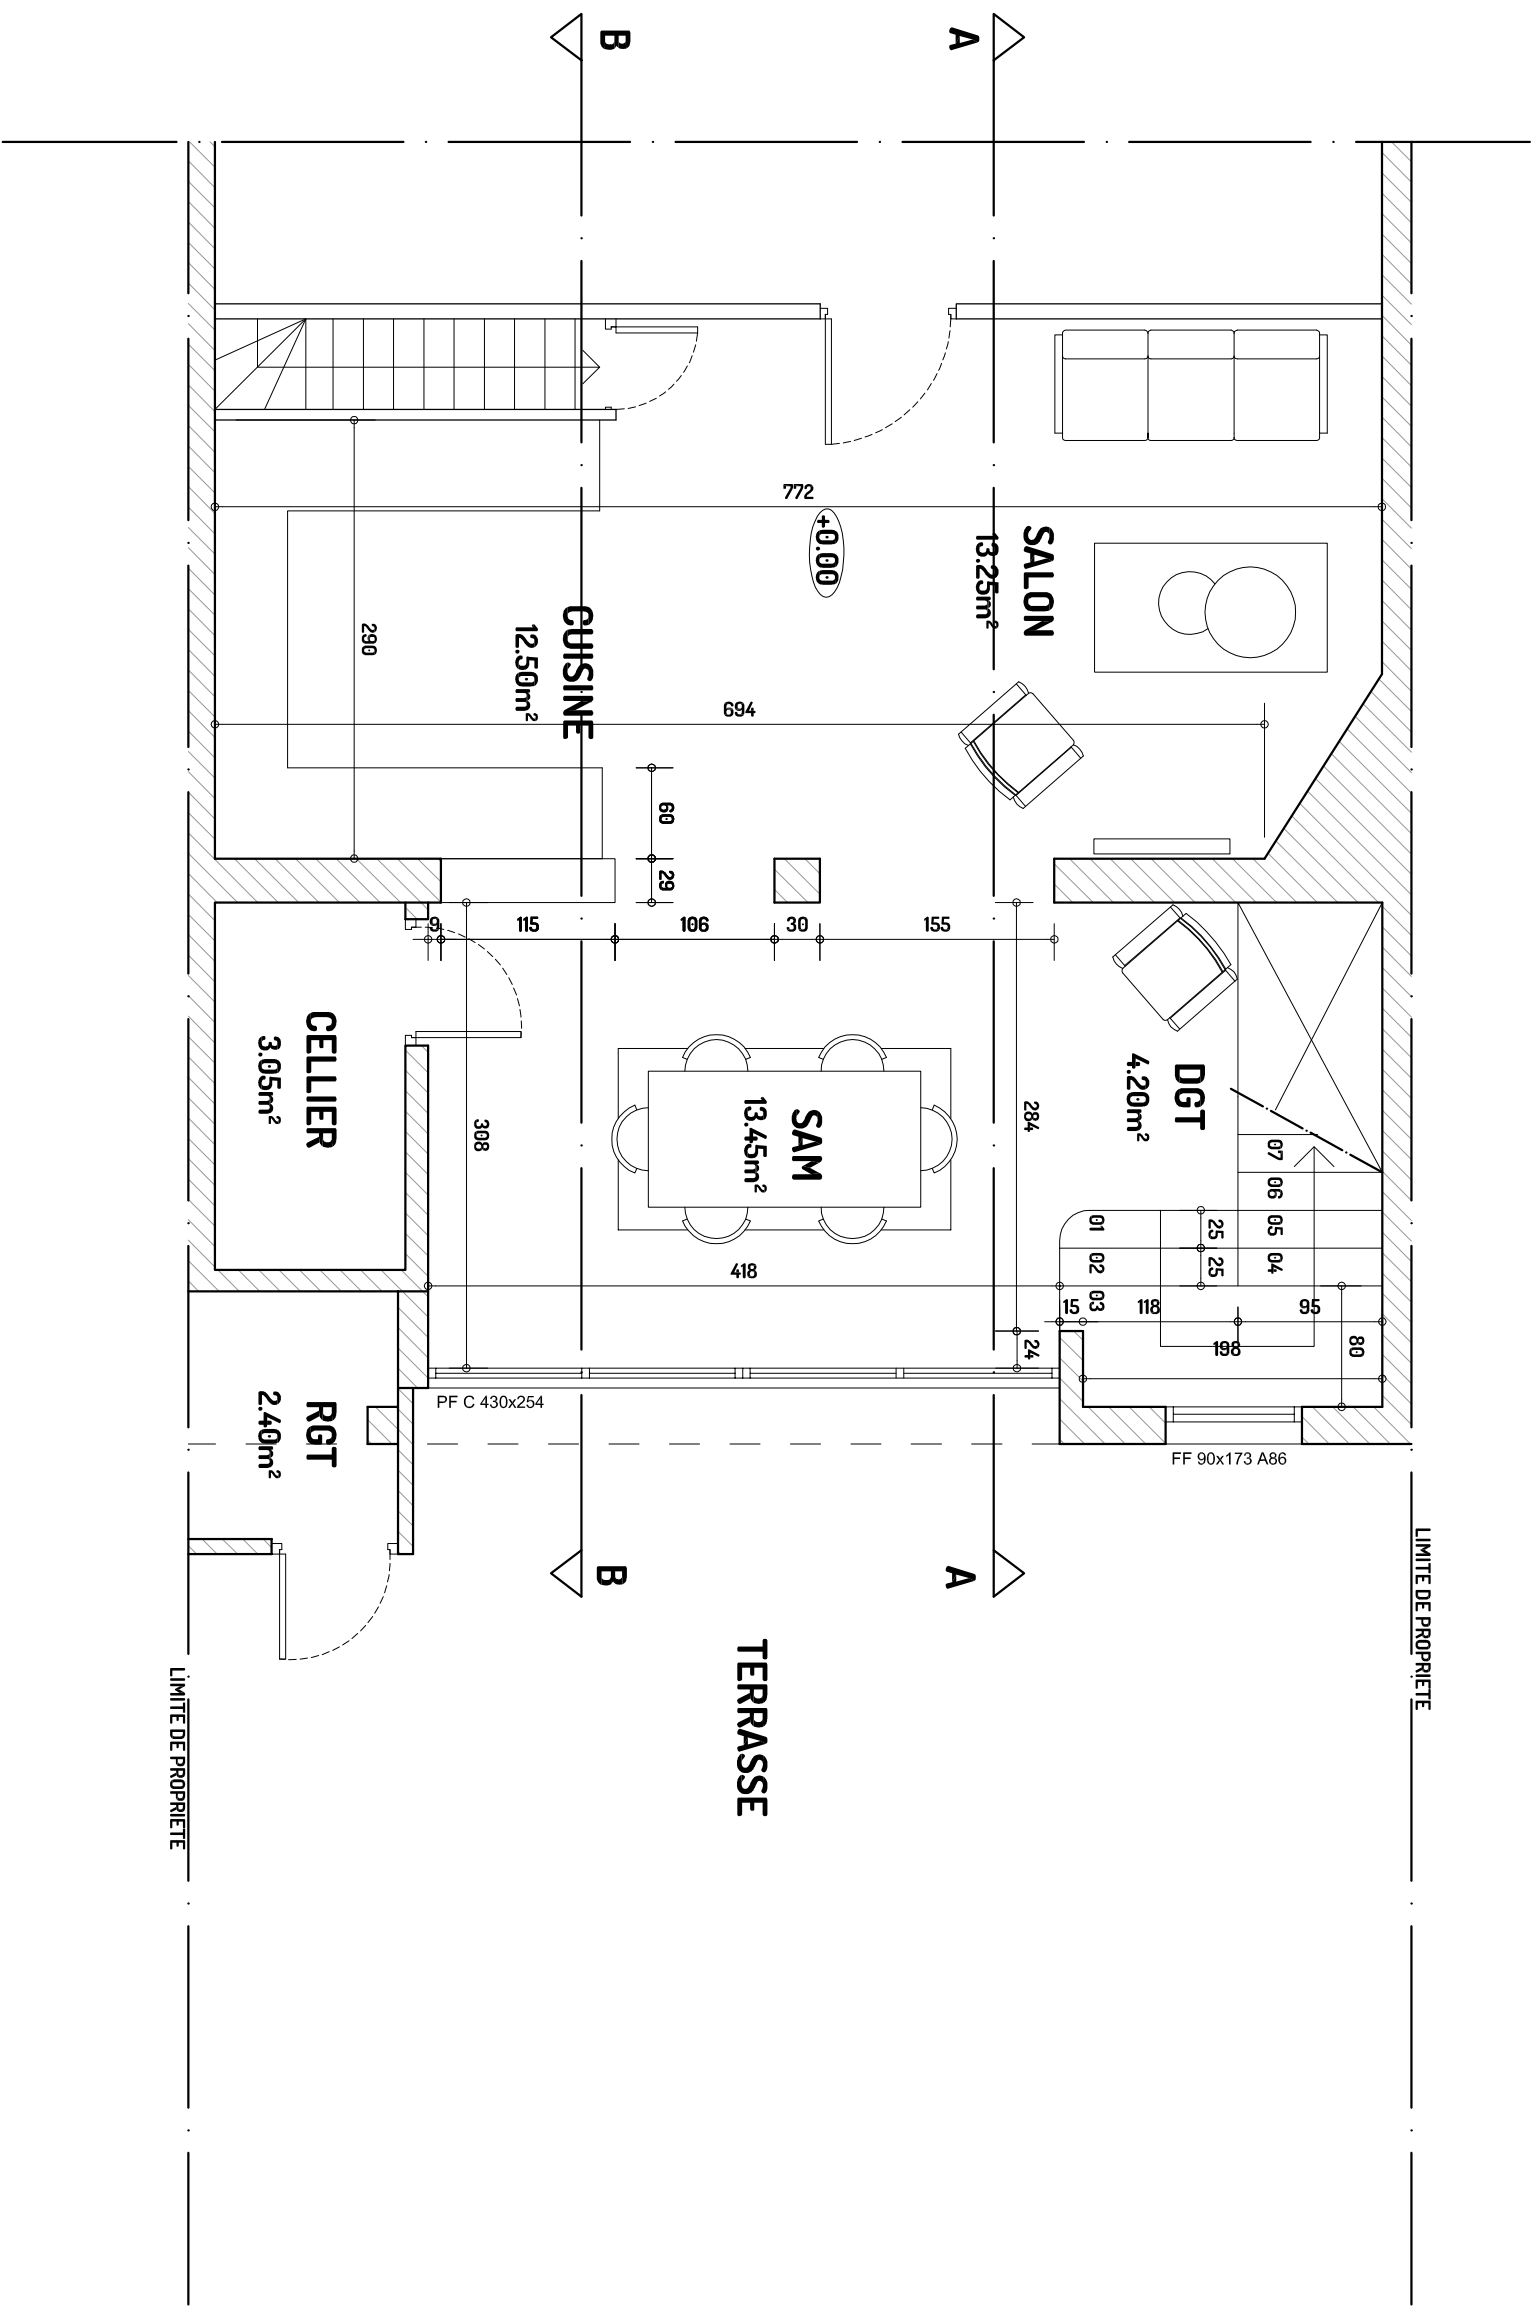 B
A
772
+0.00
SALON
13.25m²
290
CUISINE
12.50m²
694
60
29
9
115
106
30
155
CELLIER
3.05m²
308
SAM
13.45m²
284
DGT
4.20m²
07
06
05
04
01
02
03
25
25
418
15
118
95
198
80
24
PF C 430x254
FF 90x173 A86
RGT
2.40m²
B
A
TERRASSE
LIMITE DE PROPRIETE
LIMITE DE PROPRIETE